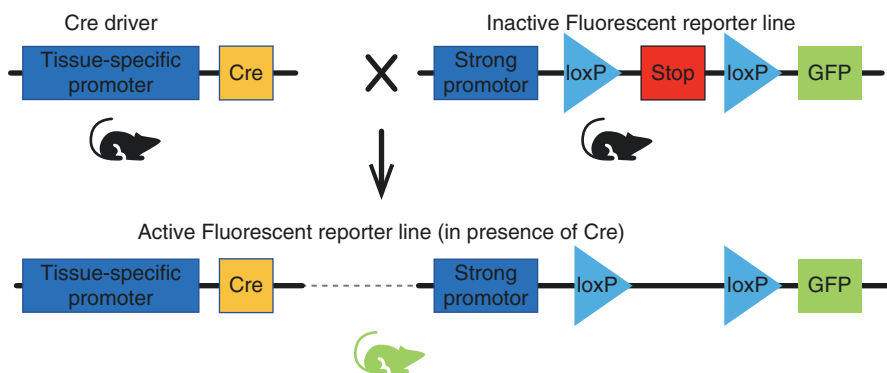 Cre driver
Inactive Fluorescent reporter line
Tissue-specific
promoter
Cre
Strong
promotor
loxP
Stop
loxP
GFP
Active Fluorescent reporter line (in presence of Cre)
Tissue-specific
promoter
Cre
Strong
promotor
loxP
loxP
GFP